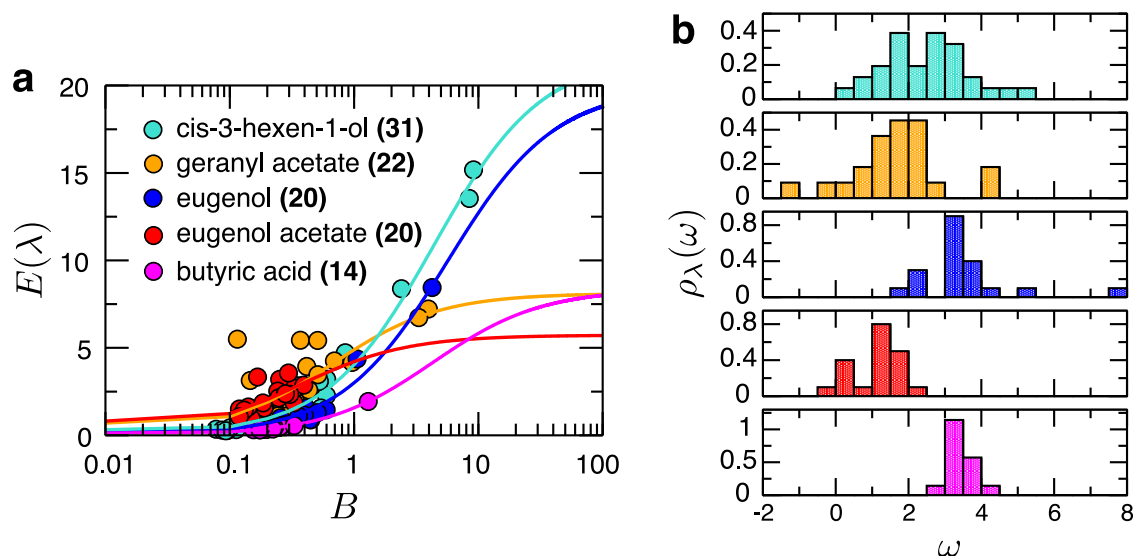 a
20
15
10
5
0
E(λ)
cis-3-hexen-1-ol (31)
geranyl acetate (22)
eugenol (20)
eugenol acetate (20)
butyric acid (14)
0.01 0.1 1 10 100
B
b
0.4
0.2
0
0.4
0.2
0
0.8
0.4
0
0.8
0.4
0
1
0.5
0
ρλ(ω)
-2 0 2 4 6 8
ω